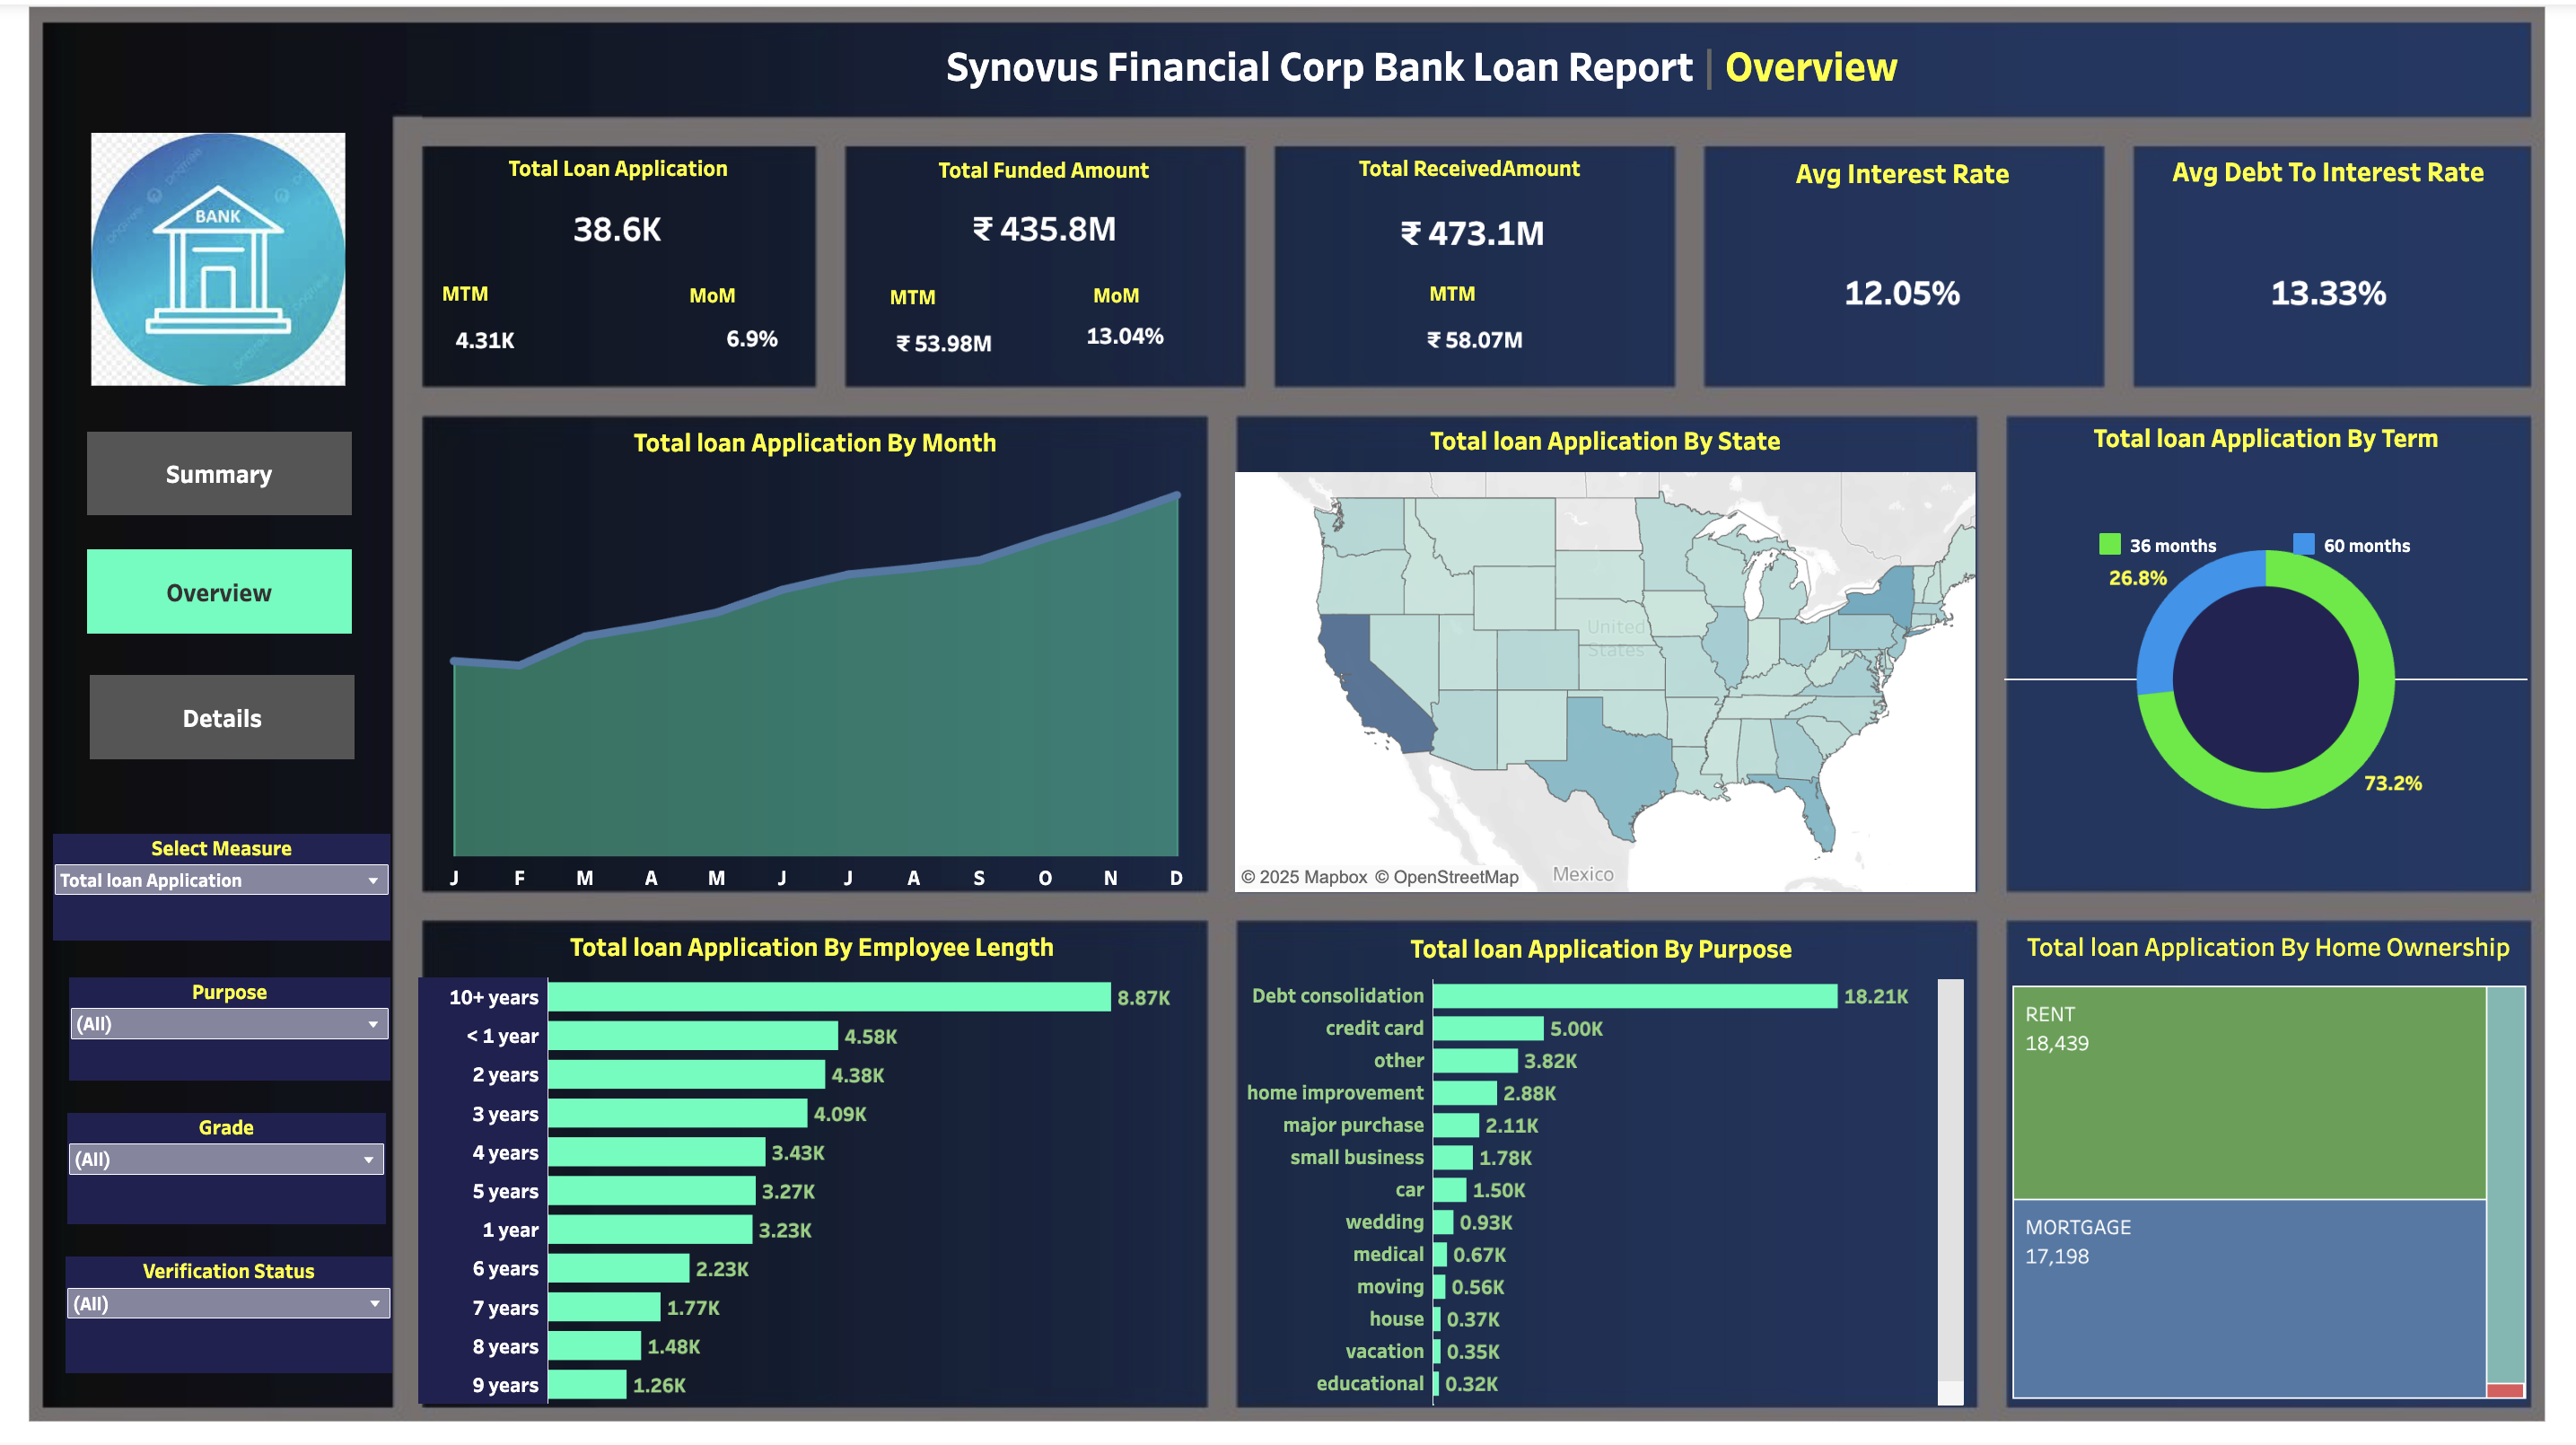 Synovus Financial Corp Bank Loan Report | Overview
BANK
Total Loan Application
38.6K
MTM
MoM
4.31K
6.9%
Total Funded Amount
₹ 435.8M
MTM
MoM
₹ 53.98M
13.04%
Total ReceivedAmount
₹ 473.1M
MTM
₹ 58.07M
Avg Interest Rate
12.05%
Avg Debt To Interest Rate
13.33%
Summary
Overview
Details
Select Measure
Total loan Application
Purpose
(All)
Grade
(All)
Verification Status
(All)
Total loan Application By Month
J F M A M J J A S O N D
Total loan Application By State
United
States
Mexico
© 2025 Mapbox © OpenStreetMap
Total loan Application By Term
36 months
60 months
26.8%
73.2%
Total loan Application By Employee Length
10+ years 8.87K
< 1 year 4.58K
2 years 4.38K
3 years 4.09K
4 years 3.43K
5 years 3.27K
1 year 3.23K
6 years 2.23K
7 years 1.77K
8 years 1.48K
9 years 1.26K
Total loan Application By Purpose
Debt consolidation 18.21K
credit card 5.00K
other 3.82K
home improvement 2.88K
major purchase 2.11K
small business 1.78K
car 1.50K
wedding 0.93K
medical 0.67K
moving 0.56K
house 0.37K
vacation 0.35K
educational 0.32K
Total loan Application By Home Ownership
RENT
18,439
MORTGAGE
17,198